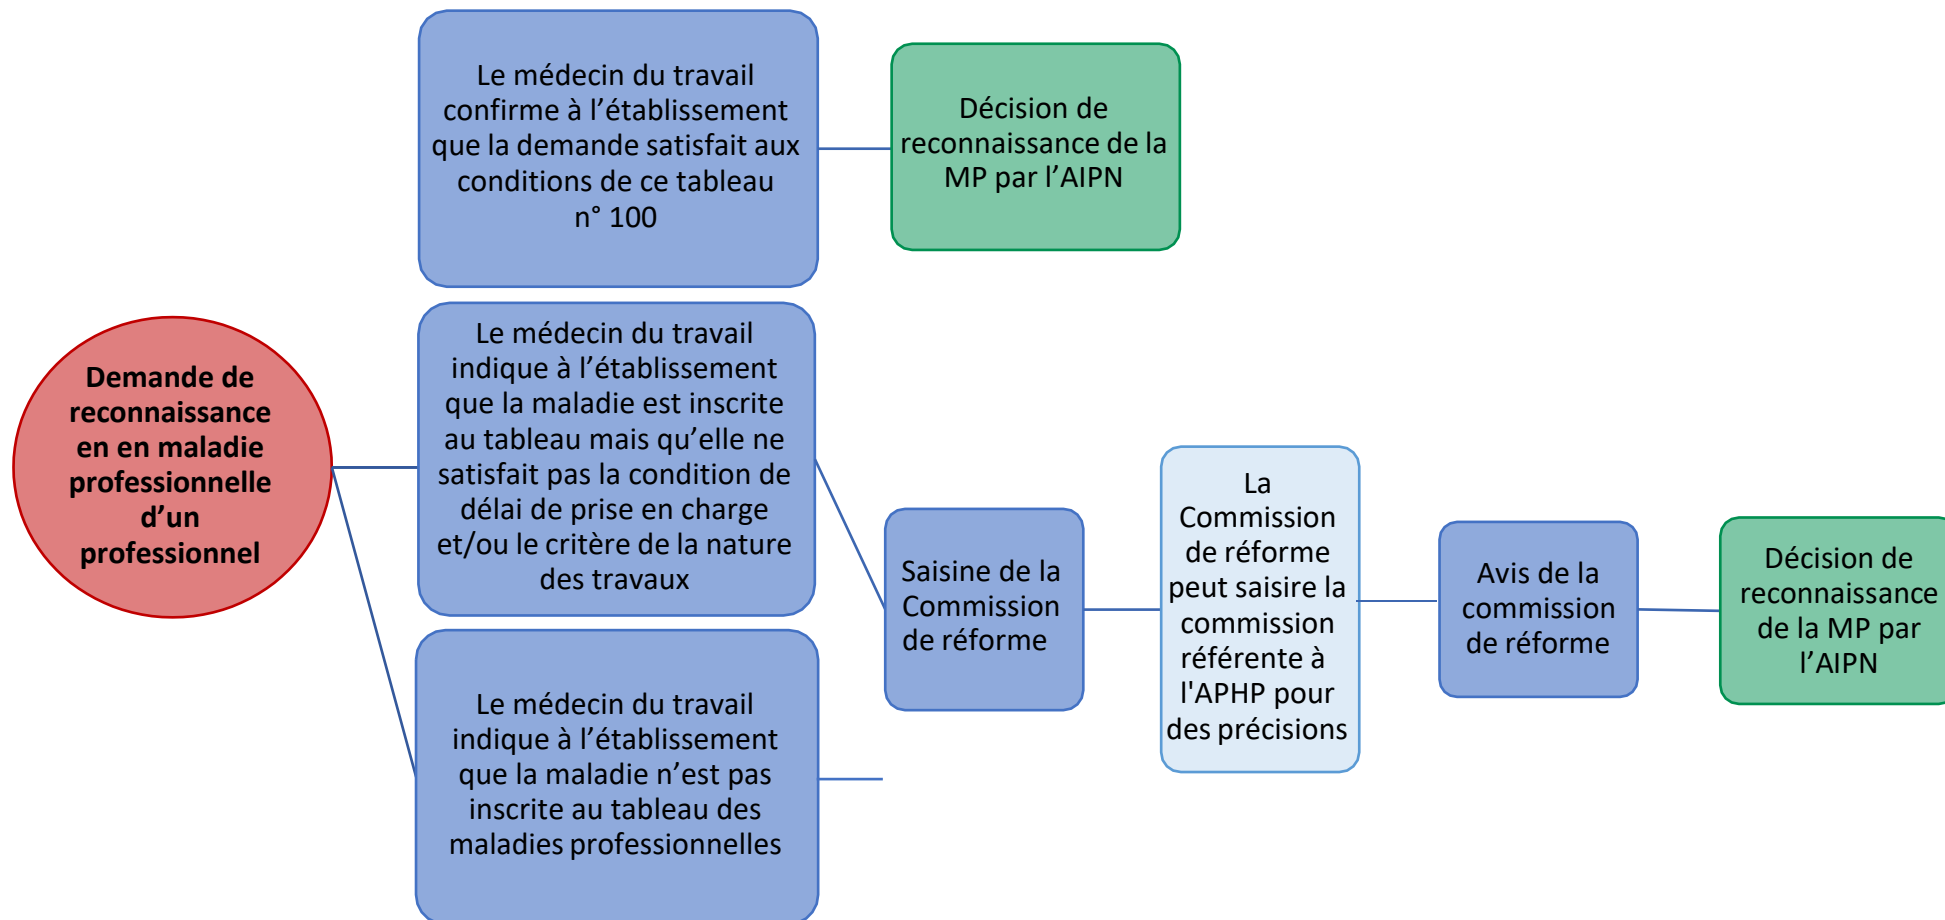 Demande de
reconnaissance
en en maladie
professionnelle
d’un
professionnel
Le médecin du travail
confirme à l’établissement
que la demande satisfait aux
conditions de ce tableau
n° 100
Décision de
reconnaissance de la
MP par l’AIPN
Le médecin du travail
indique à l’établissement
que la maladie est inscrite
au tableau mais qu’elle ne
satisfait pas la condition de
délai de prise en charge
et/ou le critère de la nature
des travaux
Le médecin du travail
indique à l’établissement
que la maladie n’est pas
inscrite au tableau des
maladies professionnelles
Saisine de la
Commission
de réforme
La
Commission
de réforme
peut saisire la
commission
référente à
l'APHP pour
des précisions
Avis de la
commission
de réforme
Décision de
reconnaissance
de la MP par
l’AIPN